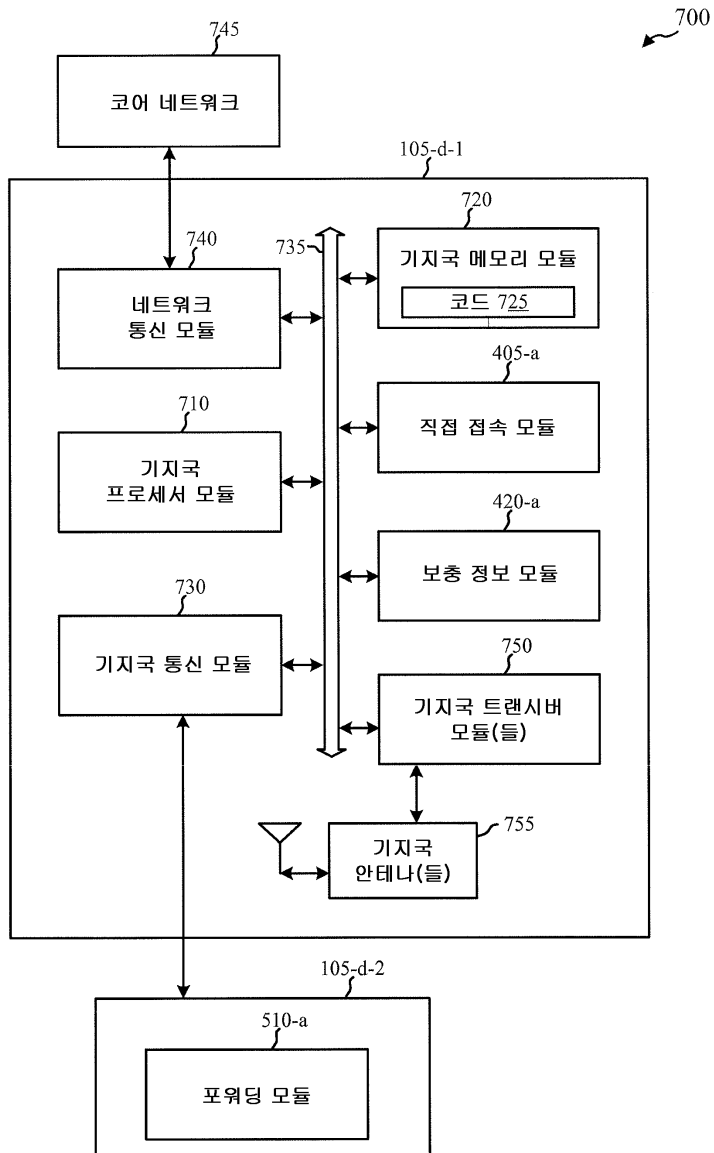 700
745
코어 네트워크
105-d-1
720
기지국 메모리 모듈
코드 725
740
네트워크
통신 모듈
735
405-a
직접 접속 모듈
710
기지국
프로세서 모듈
420-a
보충 정보 모듈
730
기지국 통신 모듈
750
기지국 트랜시버
모듈(들)
755
기지국
안테나(들)
105-d-2
510-a
포워딩 모듈